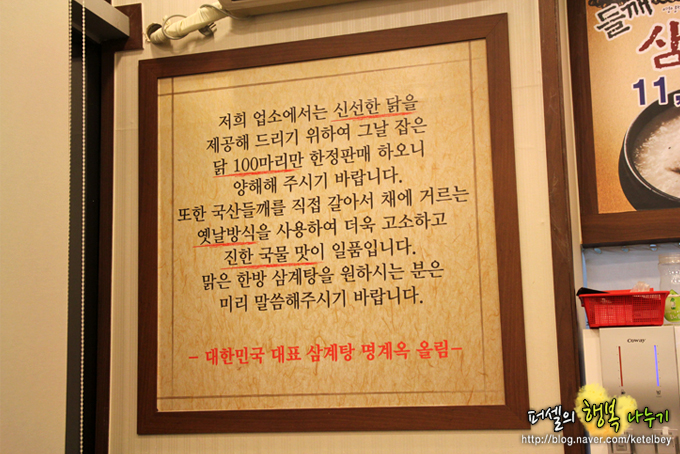 저희 업소에서는 신선한 닭을
제공해 드리기 위하여 그날 잡은
닭 100마리만 한정판매 하오니
양해해 주시기 바랍니다.
또한 국산들깨를 직접 갈아서 채에 거르는
옛날방식을 사용하여 더욱 고소하고
진한 국물 맛이 일품입니다.
맑은 한방 삼계탕을 원하시는 분은
미리 말씀해주시기 바랍니다.
- 대한민국 대표 삼계탕 명계옥 올림-
들깨
삼
11,
Coway
퍼셀의 행복 나누기
http://blog.naver.com/ketelbey